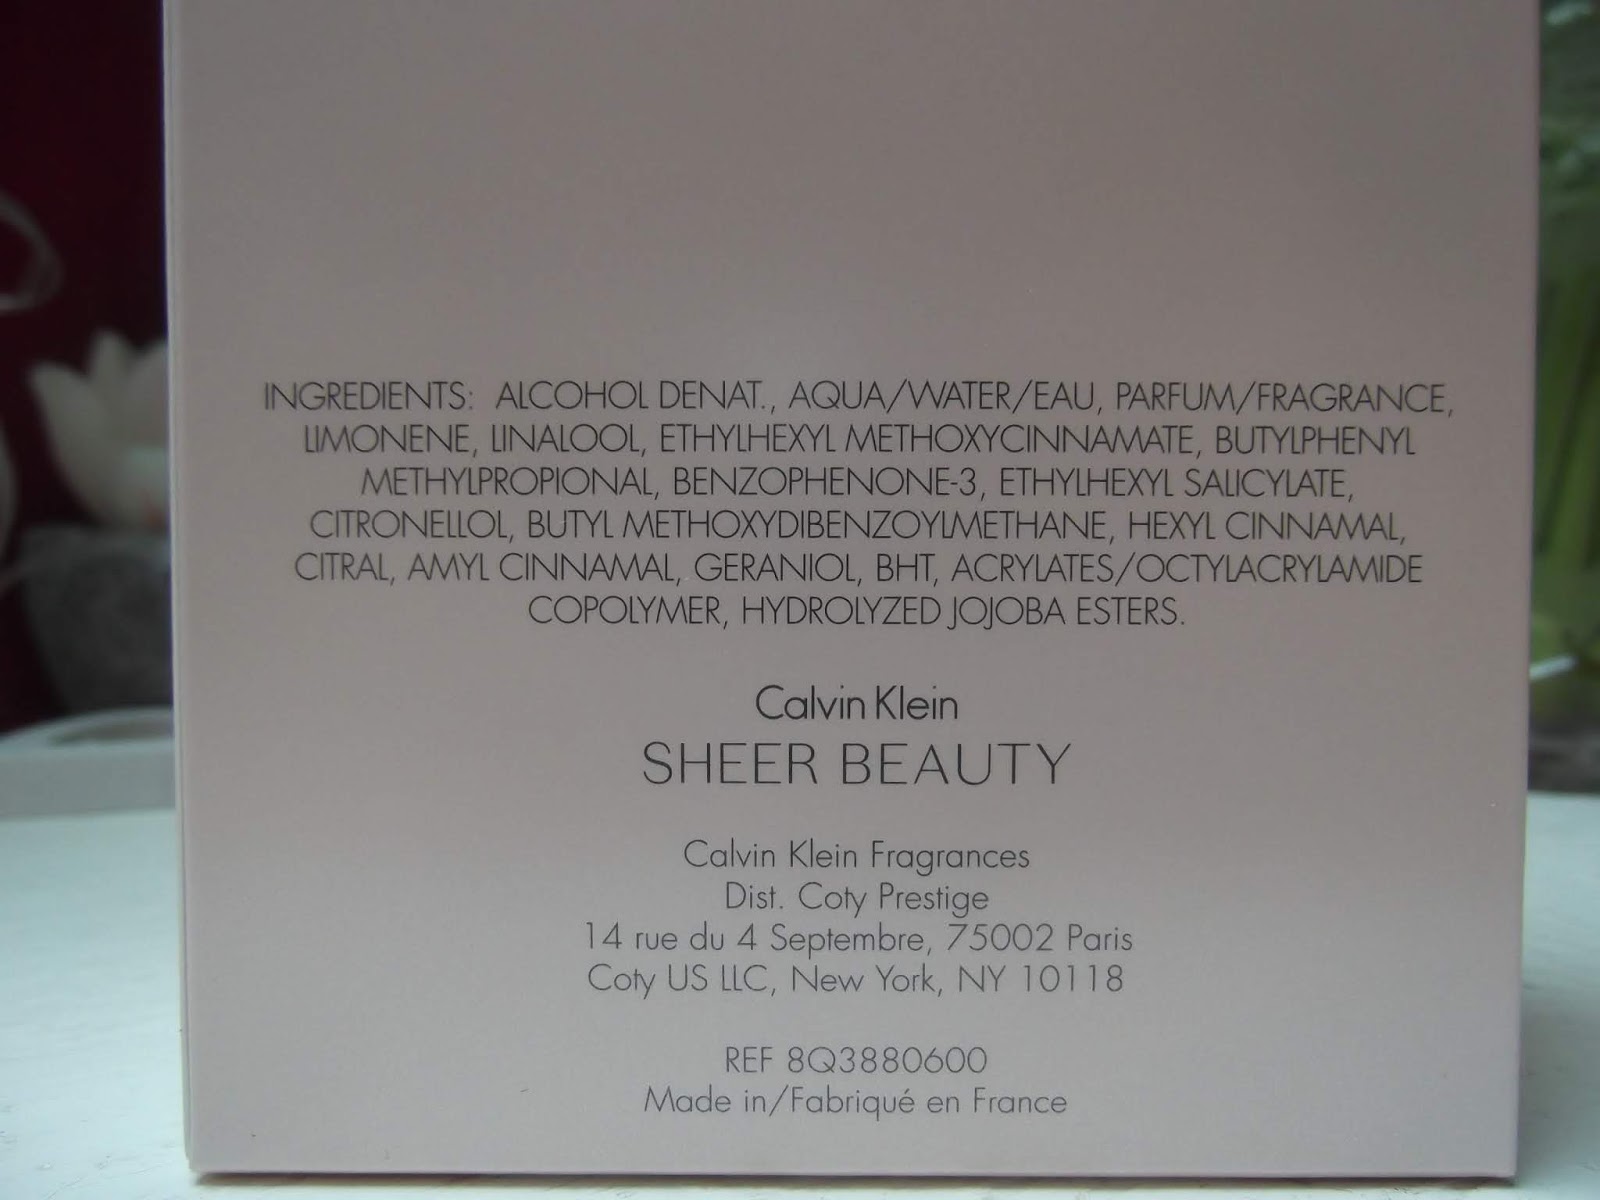 INGREDIENTS: ALCOHOL DENAT., AQUA/WATER/EAU, PARFUM/FRAGRANCE,
LIMONENE, LINALOOL, ETHYLHEXYL METHOXYCINNAMATE, BUTYLPHENYL
METHYLPROPIONAL, BENZOPHENONE-3, ETHYLHEXYL SALICYLATE,
CITRONELLOL, BUTYL METHOXYDIBENZOYLMETHANE, HEXYL CINNAMAL,
CITRAL, AMYL CINNAMAL, GERANIOL, BHT, ACRYLATES/OCTYLACRYLAMIDE
COPOLYMER, HYDROLYZED JOJOBA ESTERS.
Calvin Klein
SHEER BEAUTY
Calvin Klein Fragrances
Dist. Coty Prestige
14 rue du 4 Septembre, 75002 Paris
Coty US LLC, New York, NY 10118
REF 8Q3880600
Made in/Fabriqué en France